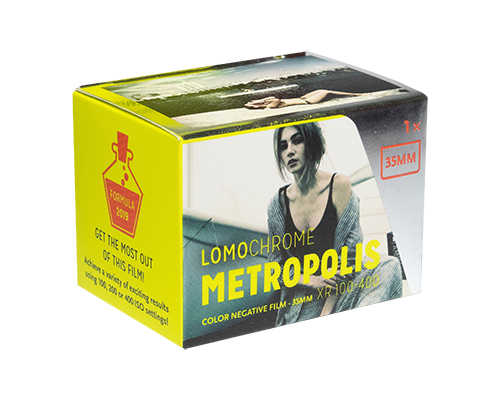 FORMULA
2019
GET THE MOST OUT
OF THIS FILM!
Achieve a variety of exciting results
using 100, 200 or 400 ISO settings!
1 x
35MM
LOMOCHROME
METROPOLIS
XR 100-400
COLOR NEGATIVE FILM - 35MM